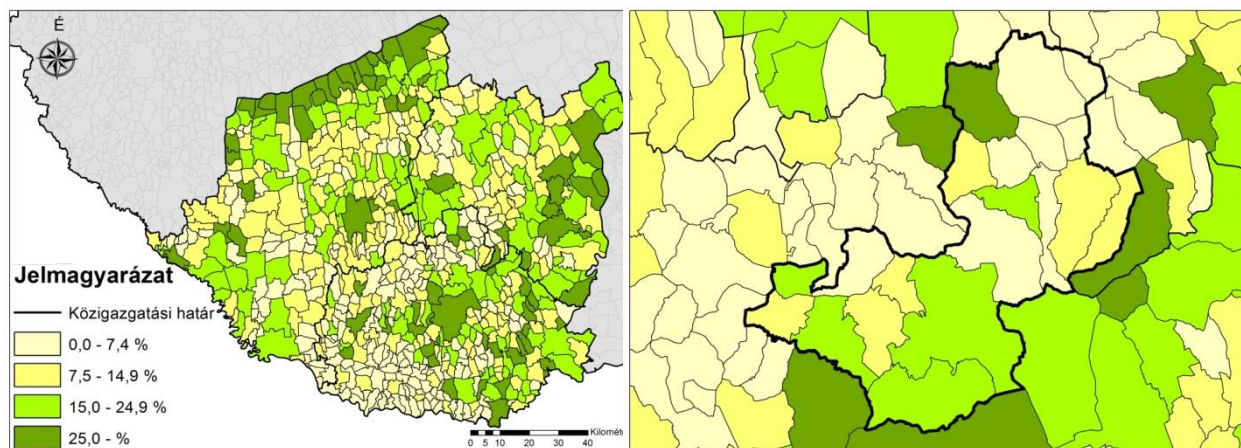 É
Jelmagyarázat
Közigazgatási határ
0,0 - 7,4 %
7,5 - 14,9 %
15,0 - 24,9 %
25,0 - %
Kilométe
0 5 10 20 30 40